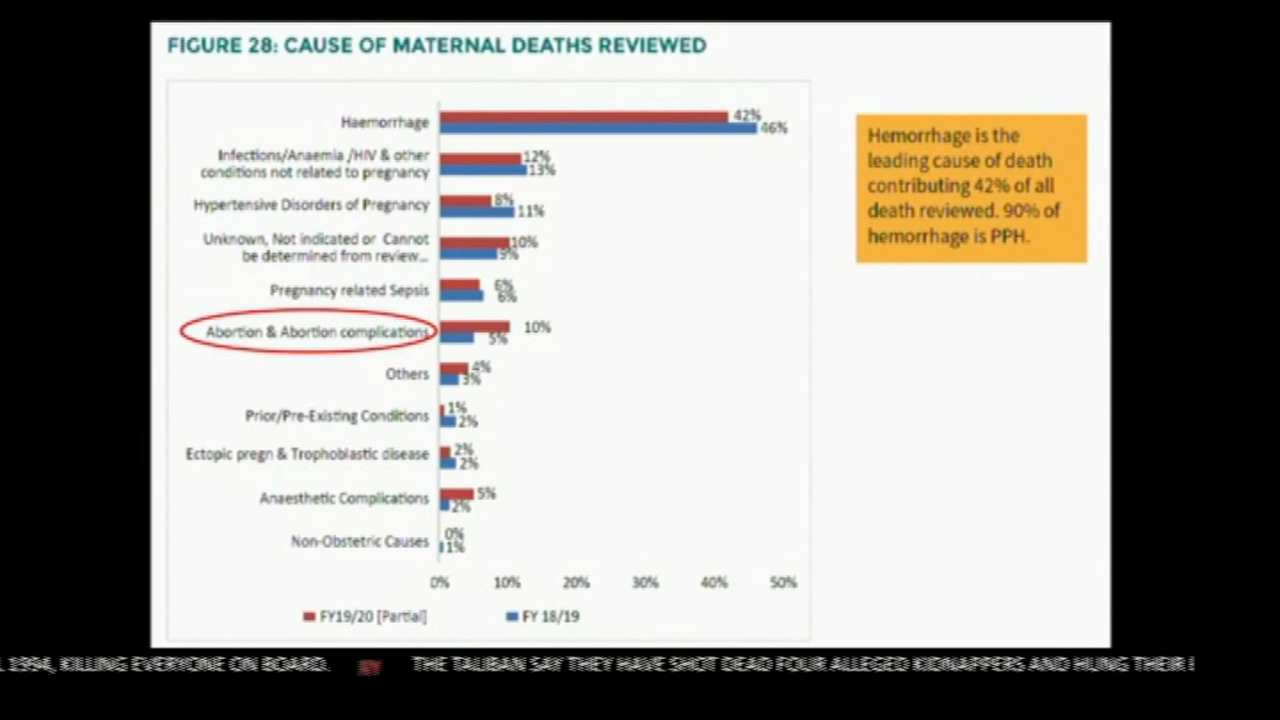 FIGURE 28: CAUSE OF MATERNAL DEATHS REVIEWED
Haemorrhage
42%
46%
Infections/Anaemia /HIV & other
conditions not related to pregnancy
12%
13%
Hypertensive Disorders of Pregnancy
8%
11%
Unknown, Not indicated or Cannot
be determined from review...
10%
9%
Pregnancy related Sepsis
6%
6%
Abortion & Abortion complications
10%
5%
Others
4%
3%
Prior/Pre-Existing Conditions
1%
2%
Ectopic pregn & Trophoblastic disease
2%
2%
Anaesthetic Complications
5%
2%
Non-Obstetric Causes
0%
1%
0% 10% 20% 30% 40% 50%
FY19/20 [Partial] FY 18/19
Hemorrhage is the
leading cause of death
contributing 42% of all
death reviewed. 90% of
hemorrhage is PPH.
1994, KILLING EVERYONE ON BOARD. THE TALIBAN SAY THEY HAVE SHOT DEAD FOUR ALLEGED KIDNAPPERS AND HUNG THEIR